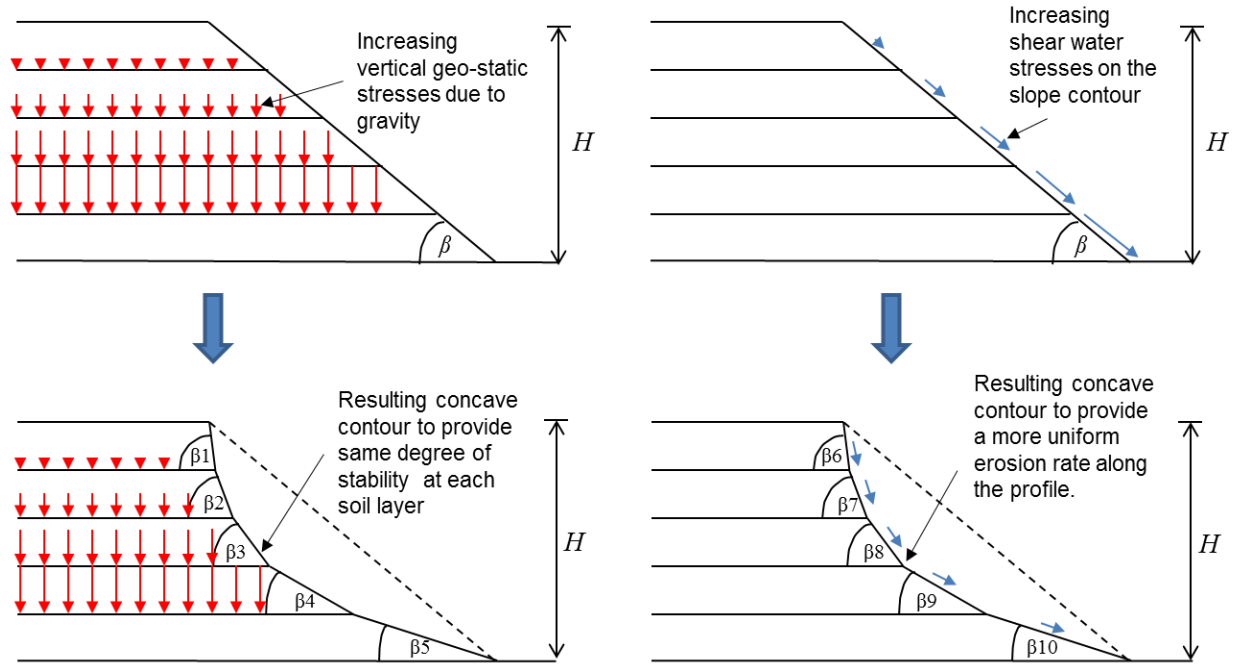 Increasing
vertical geo-static
stresses due to
gravity
H
β
Increasing
shear water
stresses on the
slope contour
H
β
Resulting concave
contour to provide
same degree of
stability at each
soil layer
β1
β2
β3
β4
β5
H
Resulting concave
contour to provide
a more uniform
erosion rate along
the profile.
β6
β7
β8
β9
β10
H